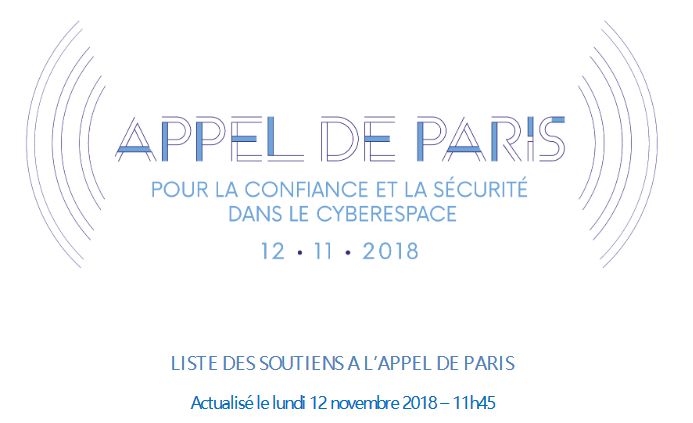 APPEL DE PARIS
POUR LA CONFIANCE ET LA SÉCURITÉ
DANS LE CYBERESPACE
12 • 11 • 2018
LISTE DES SOUTIENS A L’APPEL DE PARIS
Actualisé le lundi 12 novembre 2018 – 11h45